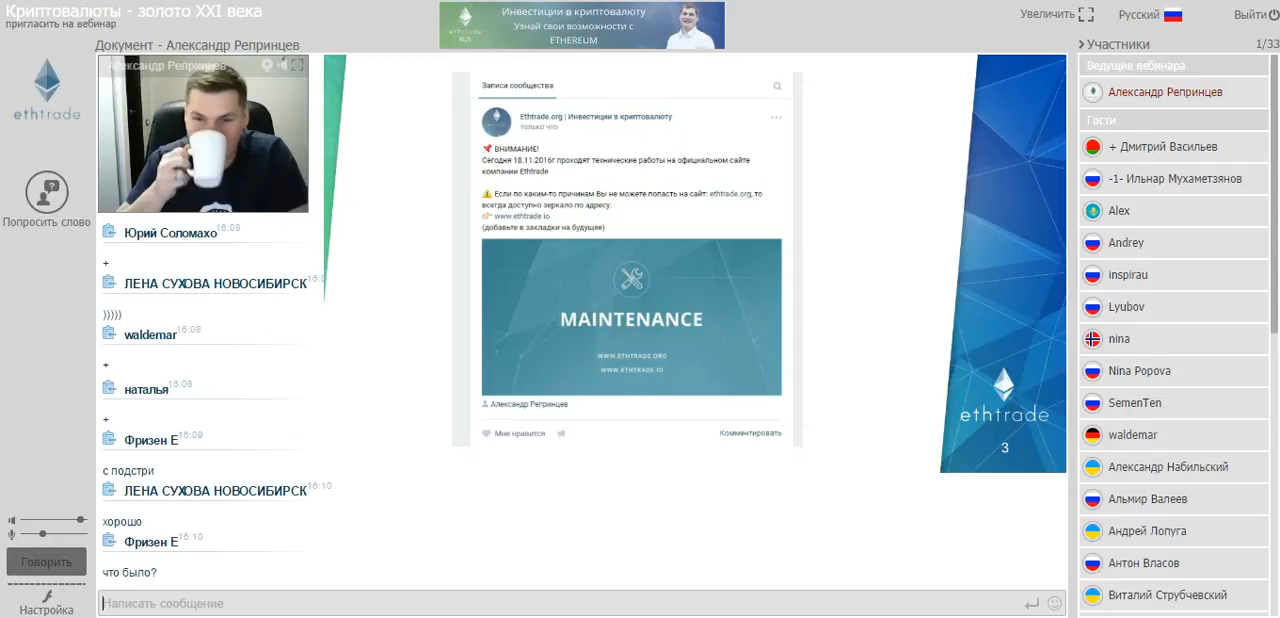 Криптовалюты - золото XXI века
пригласить на вебинар
Инвестиции в криптовалюту
Узнай свои возможности с
ETHEREUM
ethtrade
RUS
Увеличить
Русский
Выйти
Документ - Александр Репринцев
Участники
1/33
ethtrade
Попросить слово
Говорить
Настройка
Александр Репринцев
Юрий Соломахо 16:08
+
ЛЕНА СУХОВА НОВОСИБИРСК 16:0
)))))
waldemar 16:08
+
наталья 16:08
+
Фризен Е 16:09
с подстри
ЛЕНА СУХОВА НОВОСИБИРСК 16:10
хорошо
Фризен Е 16:10
что было?
Написать сообщение
Записи сообщества
Ethtrade.org | Инвестиции в криптовалюту
только что
ВНИМАНИЕ!
Сегодня 18.11.2016г проходят технические работы на официальном сайте
компании Ethtrade
Если по каким-то причинам Вы не можете попасть на сайт: ethtrade.org, то
всегда доступно зеркало по адресу:
www.ethtrade.io
(добавьте в закладки на будущее)
MAINTENANCE
WWW.ETHTRADE.ORG
WWW.ETHTRADE.IO
Александр Репринцев
Мне нравится
Комментировать
ethtrade
3
Ведущие вебинара
Александр Репринцев
Гости
+ Дмитрий Васильев
-1- Ильнар Мухаметзянов
Alex
Andrey
inspirau
Lyubov
nina
Nina Popova
SemenTen
waldemar
Александр Набильский
Альмир Валеев
Андрей Лопуга
Антон Власов
Виталий Струбчевский